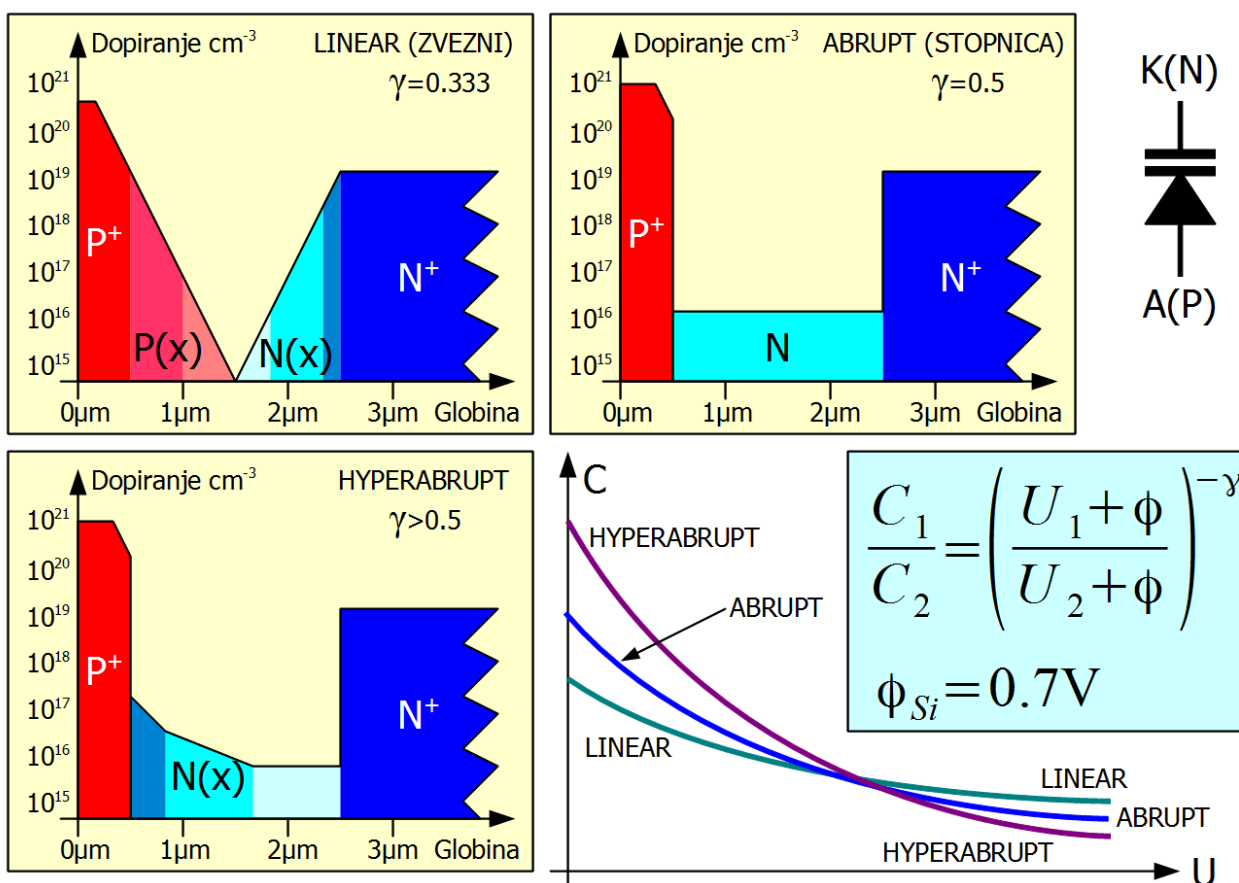 Dopiranje cm⁻³
LINEAR (ZVEZNI)
γ=0.333
10²¹
10²⁰
10¹⁹
10¹⁸
10¹⁷
10¹⁶
10¹⁵
P⁺
P(x)
N(x)
N⁺
0µm 1µm 2µm 3µm Globina
Dopiranje cm⁻³
ABRUPT (STOPNICA)
γ=0.5
10²¹
10²⁰
10¹⁹
10¹⁸
10¹⁷
10¹⁶
10¹⁵
P⁺
N
N⁺
0µm 1µm 2µm 3µm Globina
K(N)
A(P)
Dopiranje cm⁻³
HYPERABRUPT
γ>0.5
10²¹
10²⁰
10¹⁹
10¹⁸
10¹⁷
10¹⁶
10¹⁵
P⁺
N(x)
N⁺
0µm 1µm 2µm 3µm Globina
C
HYPERABRUPT
ABRUPT
LINEAR
LINEAR
ABRUPT
HYPERABRUPT
U
C₁/C₂=((U₁+ϕ)/(U₂+ϕ))^−γ
ϕ_Si=0.7V